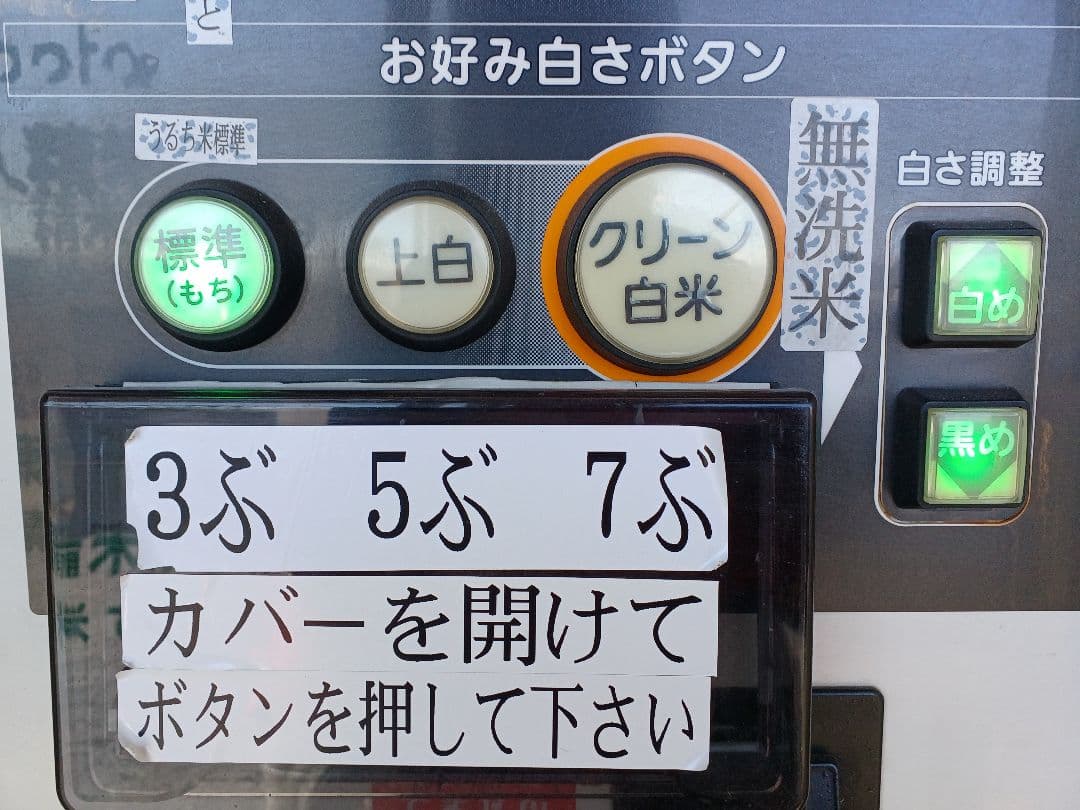 と
お好み白さボタン
うるち米標準
無洗米
白さ調整
標準
(もち)
上白
クリーン
白米
白め
黒め
3ぶ 5ぶ 7ぶ
カバーを開けて
ボタンを押して下さい